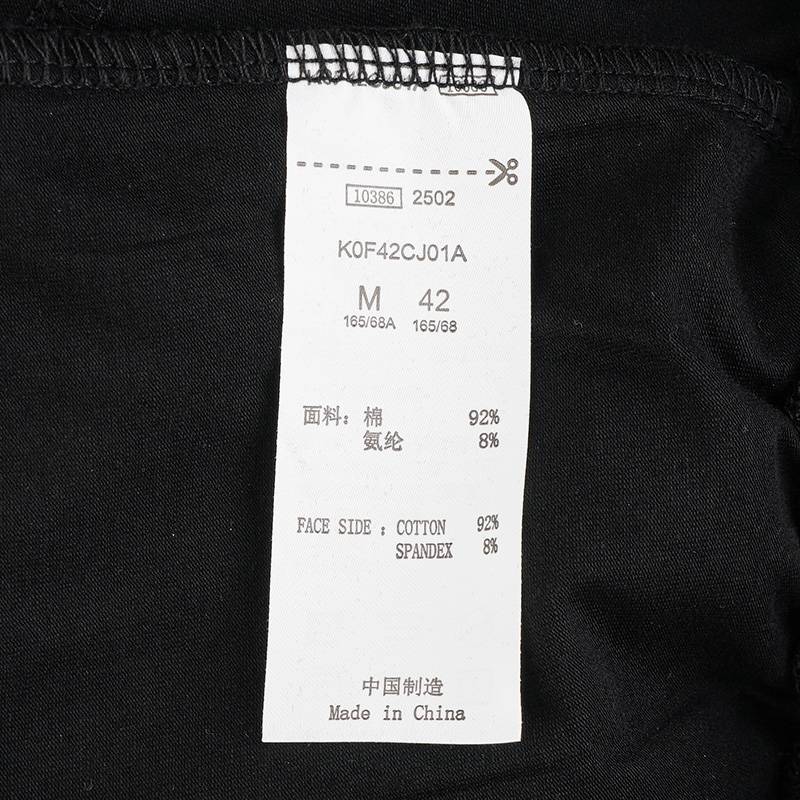 10386 2502
K0F42CJ01A
M 42
165/68A 165/68
面料: 棉 92%
氨纶 8%
FACE SIDE : COTTON 92%
SPANDEX 8%
中国制造
Made in China